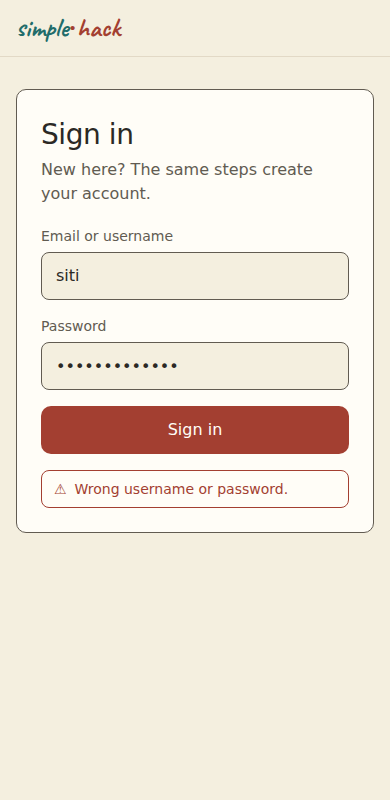 simple·hack
Sign in
New here? The same steps create
your account.
Email or username
siti
Password
•••••••••••••
Sign in
⚠ Wrong username or password.